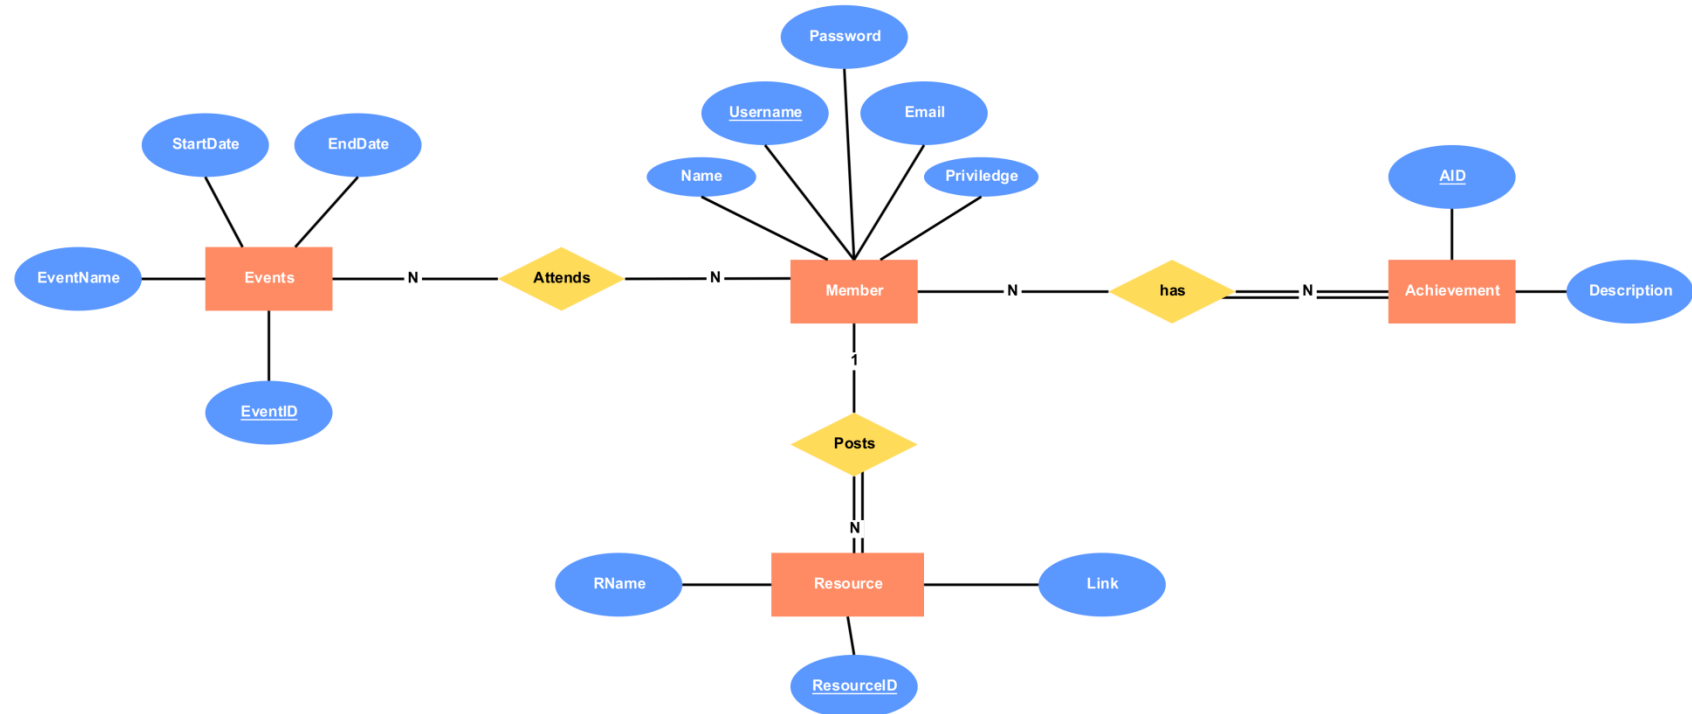 Password
Username
Email
StartDate
EndDate
Name
Priviledge
AID
EventName
Events
N
Attends
N
Member
N
has
N
Achievement
Description
1
EventID
Posts
N
RName
Resource
Link
ResourceID